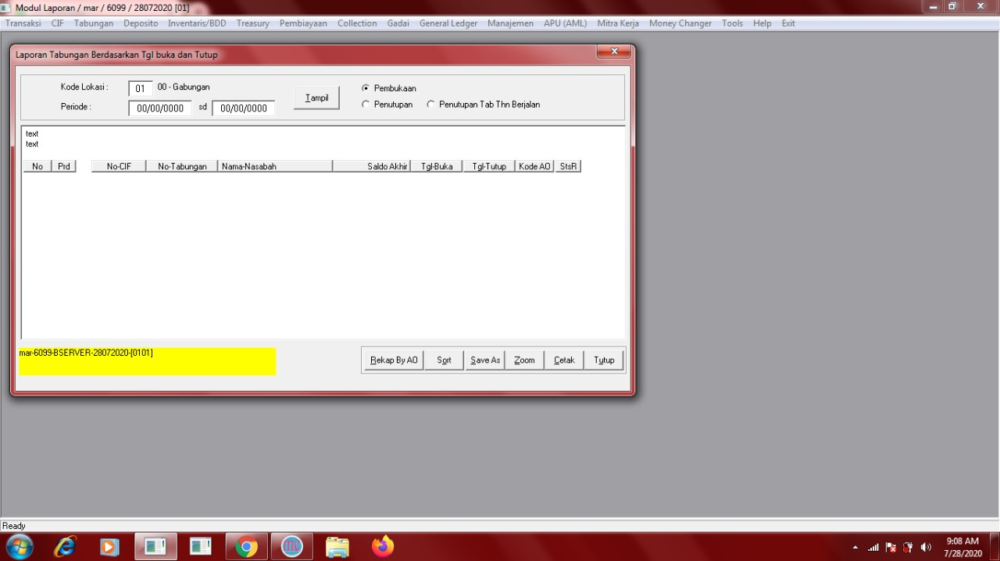 Modul Laporan / mar / 6099 / 28072020 [01]
Transaksi CIF Tabungan Deposito Inventaris/BDD Treasury Pembiayaan Collection Gadai General Ledger Manajemen APU (AML) Mitra Kerja Money Changer Tools Help Exit
Laporan Tabungan Berdasarkan Tgl buka dan Tutup
Kode Lokasi : 01 00 - Gabungan
Periode : 00/00/0000 sd 00/00/0000
Tampil
Pembukaan
Penutupan Penutupan Tab Thn Berjalan
text
text
No Prd No-CIF No-Tabungan Nama-Nasabah Saldo Akhir Tgl-Buka Tgl-Tutup Kode AO StsR
mar-6099-BSERVER-28072020-[0101]
Rekap By AO Sort Save As Zoom Cetak Tutup
Ready
9:08 AM
7/28/2020